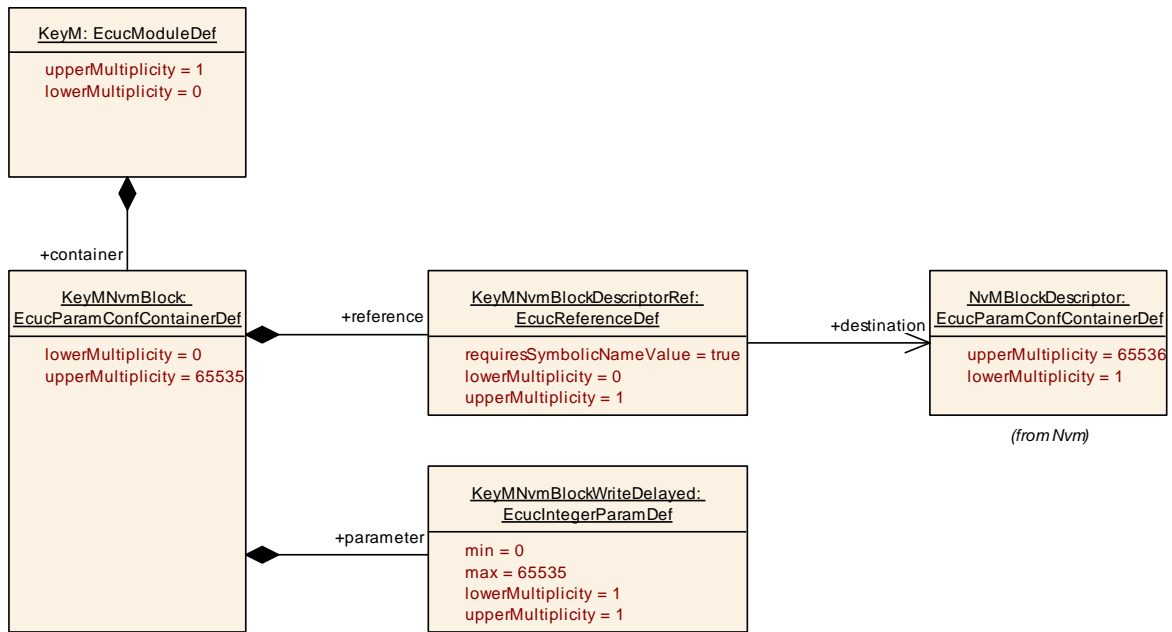 KeyM: EcucModuleDef
upperMultiplicity = 1
lowerMultiplicity = 0
+container
KeyMNvmBlock:
EcucParamConfContainerDef
lowerMultiplicity = 0
upperMultiplicity = 65535
+reference
KeyMNvmBlockDescriptorRef:
EcucReferenceDef
requiresSymbolicNameValue = true
lowerMultiplicity = 0
upperMultiplicity = 1
+destination
NvMBlockDescriptor:
EcucParamConfContainerDef
upperMultiplicity = 65536
lowerMultiplicity = 1
(from Nvm)
+parameter
KeyMNvmBlockWriteDelayed:
EcucIntegerParamDef
min = 0
max = 65535
lowerMultiplicity = 1
upperMultiplicity = 1